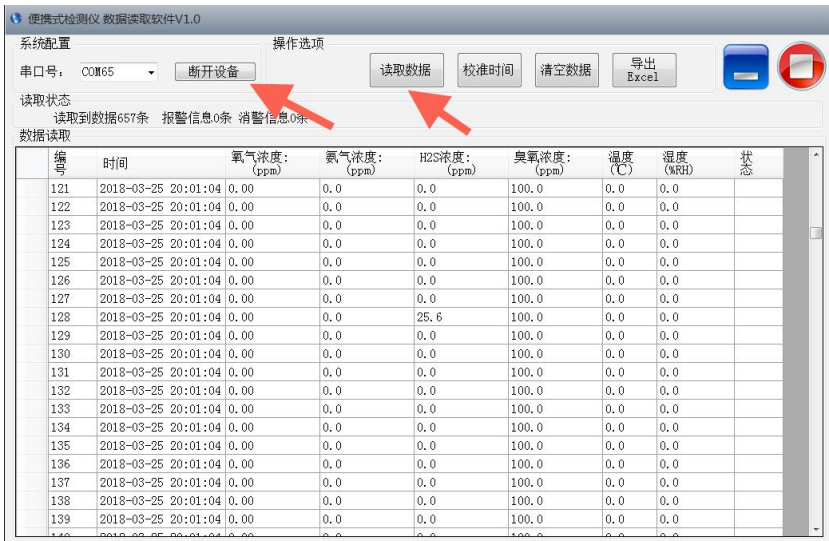 便携式检测仪 数据读取软件V1.0
系统配置 操作选项
串口号: COM65 断开设备 读取数据 校准时间 清空数据 导出 Excel
读取状态
读取到数据657条 报警信息0条 消警信息0条
数据读取
编号 时间 氧气浓度:(ppm) 氨气浓度:(ppm) H2S浓度:(ppm) 臭氧浓度:(ppm) 温度(℃) 湿度(%RH) 状态
121 2018-03-25 20:01:04 0.00 0.0 0.0 100.0 0.0 0.0
122 2018-03-25 20:01:04 0.00 0.0 0.0 100.0 0.0 0.0
123 2018-03-25 20:01:04 0.00 0.0 0.0 100.0 0.0 0.0
124 2018-03-25 20:01:04 0.00 0.0 0.0 100.0 0.0 0.0
125 2018-03-25 20:01:04 0.00 0.0 0.0 100.0 0.0 0.0
126 2018-03-25 20:01:04 0.00 0.0 0.0 100.0 0.0 0.0
127 2018-03-25 20:01:04 0.00 0.0 0.0 100.0 0.0 0.0
128 2018-03-25 20:01:04 0.00 0.0 25.6 100.0 0.0 0.0
129 2018-03-25 20:01:04 0.00 0.0 0.0 100.0 0.0 0.0
130 2018-03-25 20:01:04 0.00 0.0 0.0 100.0 0.0 0.0
131 2018-03-25 20:01:04 0.00 0.0 0.0 100.0 0.0 0.0
132 2018-03-25 20:01:04 0.00 0.0 0.0 100.0 0.0 0.0
133 2018-03-25 20:01:04 0.00 0.0 0.0 100.0 0.0 0.0
134 2018-03-25 20:01:04 0.00 0.0 0.0 100.0 0.0 0.0
135 2018-03-25 20:01:04 0.00 0.0 0.0 100.0 0.0 0.0
136 2018-03-25 20:01:04 0.00 0.0 0.0 100.0 0.0 0.0
137 2018-03-25 20:01:04 0.00 0.0 0.0 100.0 0.0 0.0
138 2018-03-25 20:01:04 0.00 0.0 0.0 100.0 0.0 0.0
139 2018-03-25 20:01:04 0.00 0.0 0.0 100.0 0.0 0.0